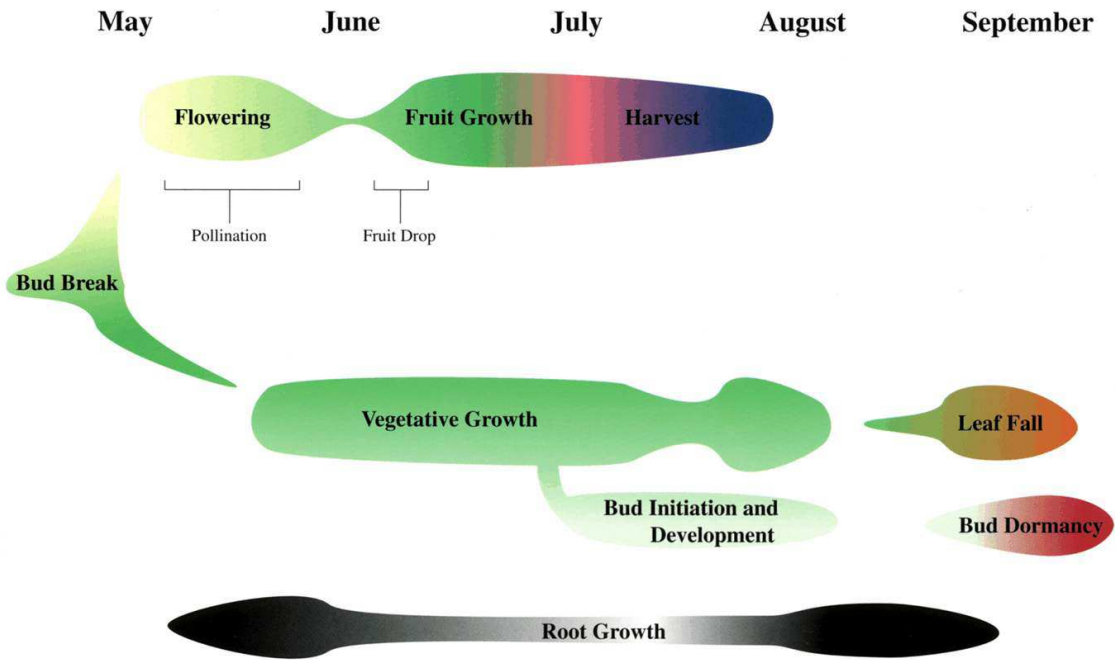 May June July August September
Flowering Fruit Growth Harvest
Pollination Fruit Drop
Bud Break
Vegetative Growth Leaf Fall
Bud Initiation and
Development
Bud Dormancy
Root Growth